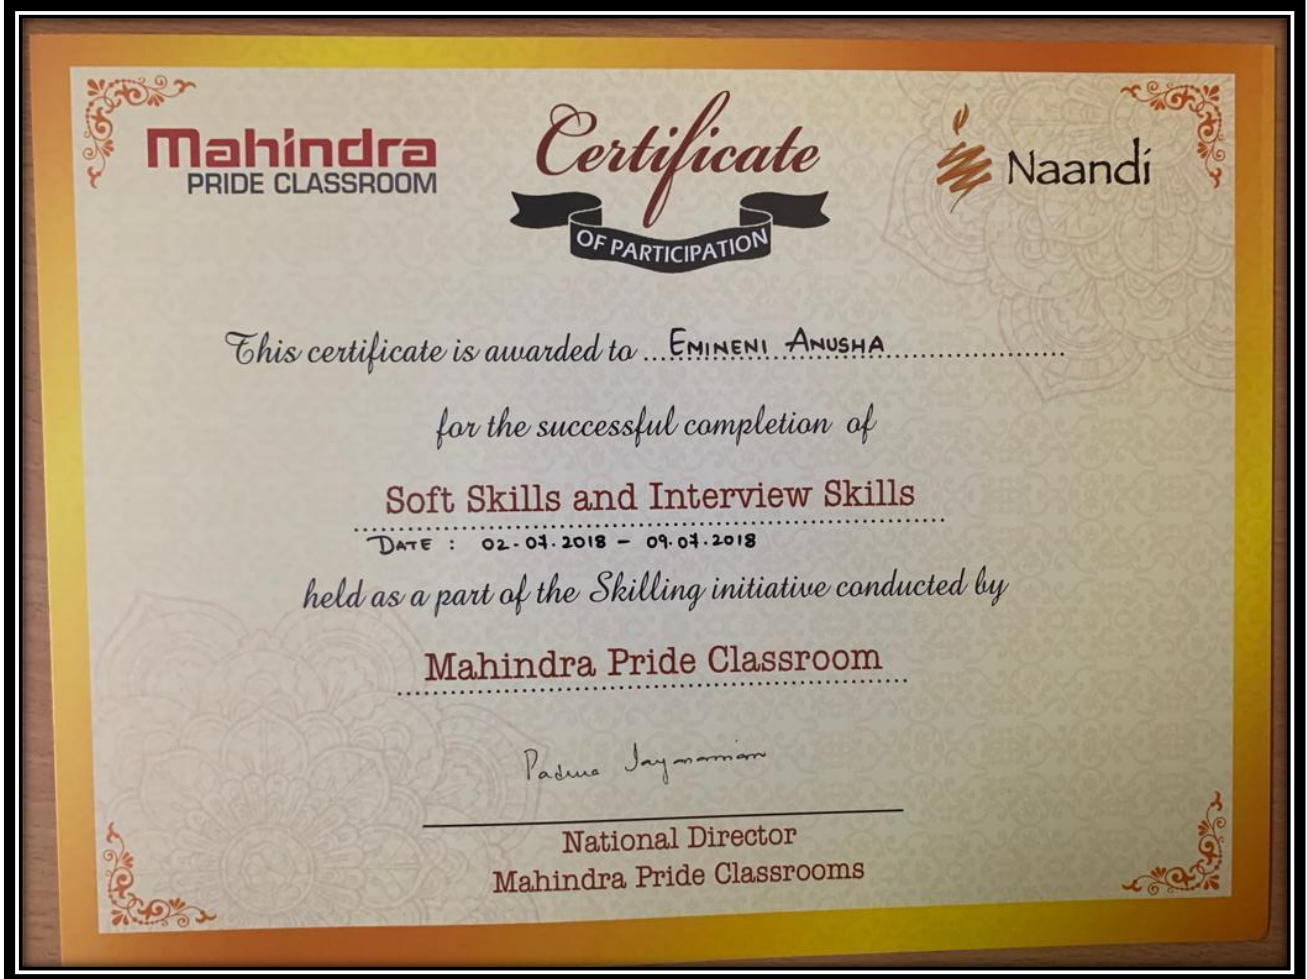 Mahindra
PRIDE CLASSROOM
Certificate
OF PARTICIPATION
Naandi
This certificate is awarded to ...EMINENI ANUSHA..............................
for the successful completion of
Soft Skills and Interview Skills
DATE : 02.07.2018 - 09.07.2018
held as a part of the Skilling initiative conducted by
Mahindra Pride Classroom
Padma
National Director
Mahindra Pride Classrooms